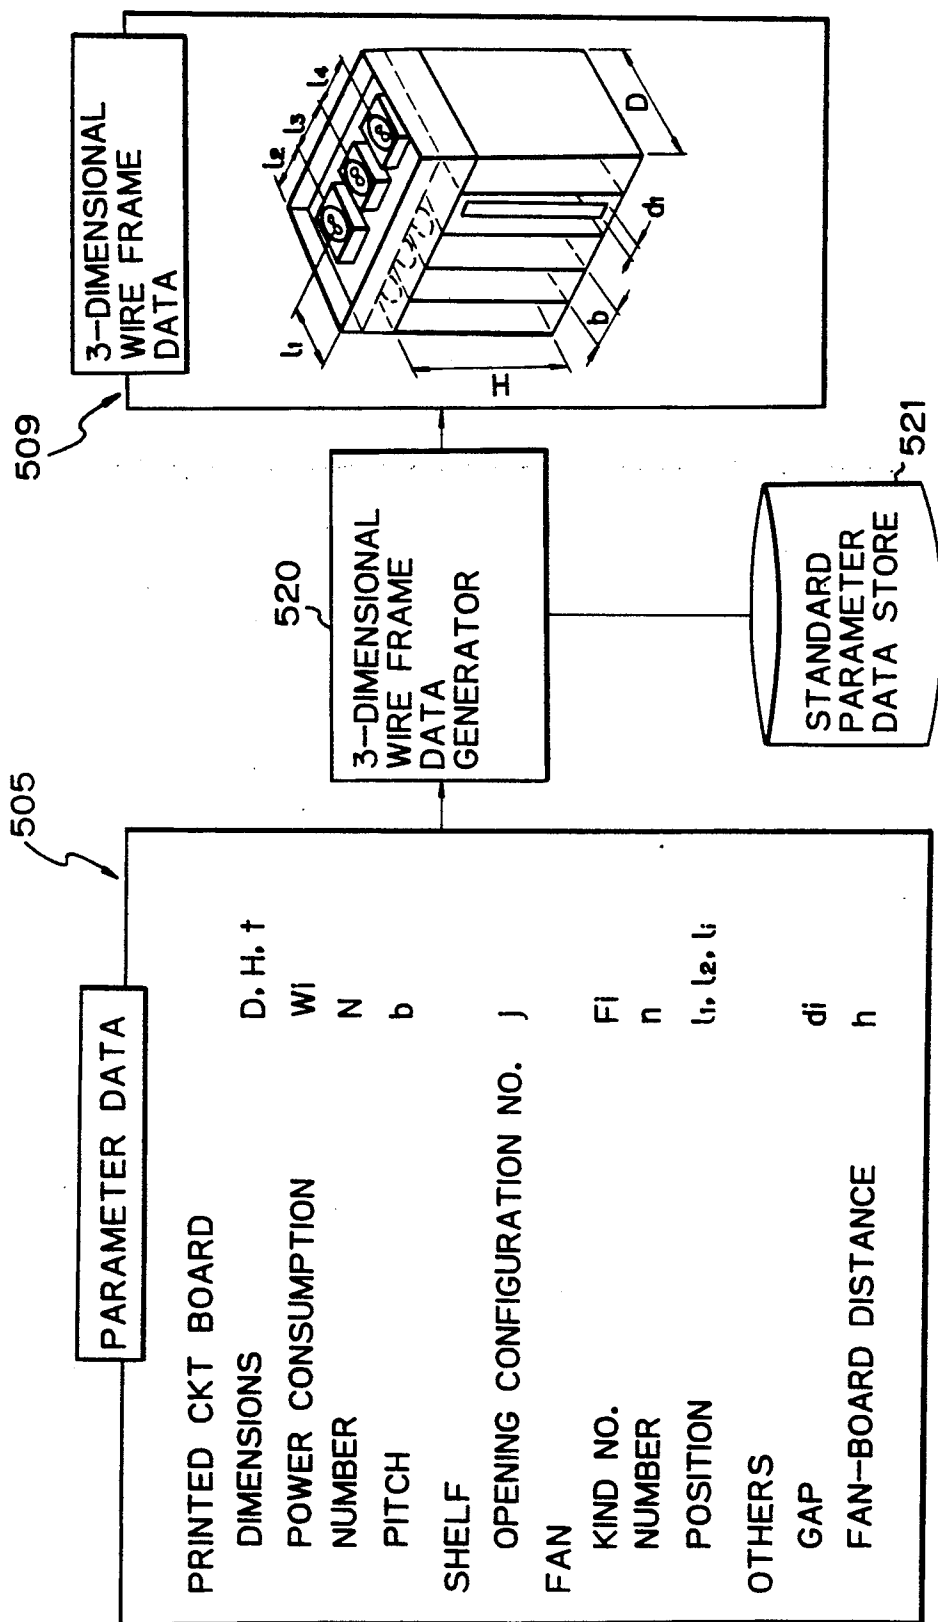 505
PARAMETER DATA
PRINTED CKT BOARD
DIMENSIONS D, H, t
POWER CONSUMPTION Wi
NUMBER N
PITCH b
SHELF
OPENING CONFIGURATION NO. j
FAN
KIND NO. Fi
NUMBER n
POSITION l1, l2, li
OTHERS
GAP di
FAN-BOARD DISTANCE h
520
3-DIMENSIONAL
WIRE FRAME
DATA
GENERATOR
STANDARD
PARAMETER
DATA STORE
521
509
3-DIMENSIONAL
WIRE FRAME
DATA
l1
l2
l3
l4
H
b
d1
D